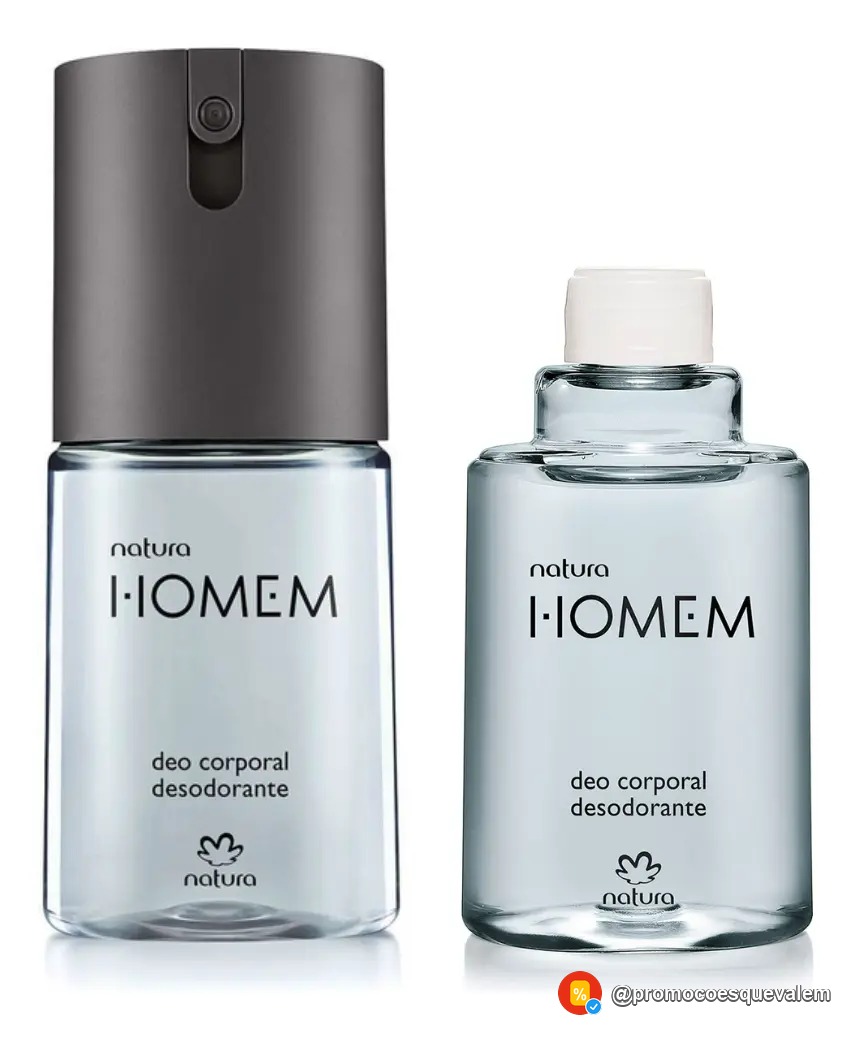 natura
HOMEM
deo corporal
desodorante
natura
natura
HOMEM
deo corporal
desodorante
natura
%
@promocoesquevalem